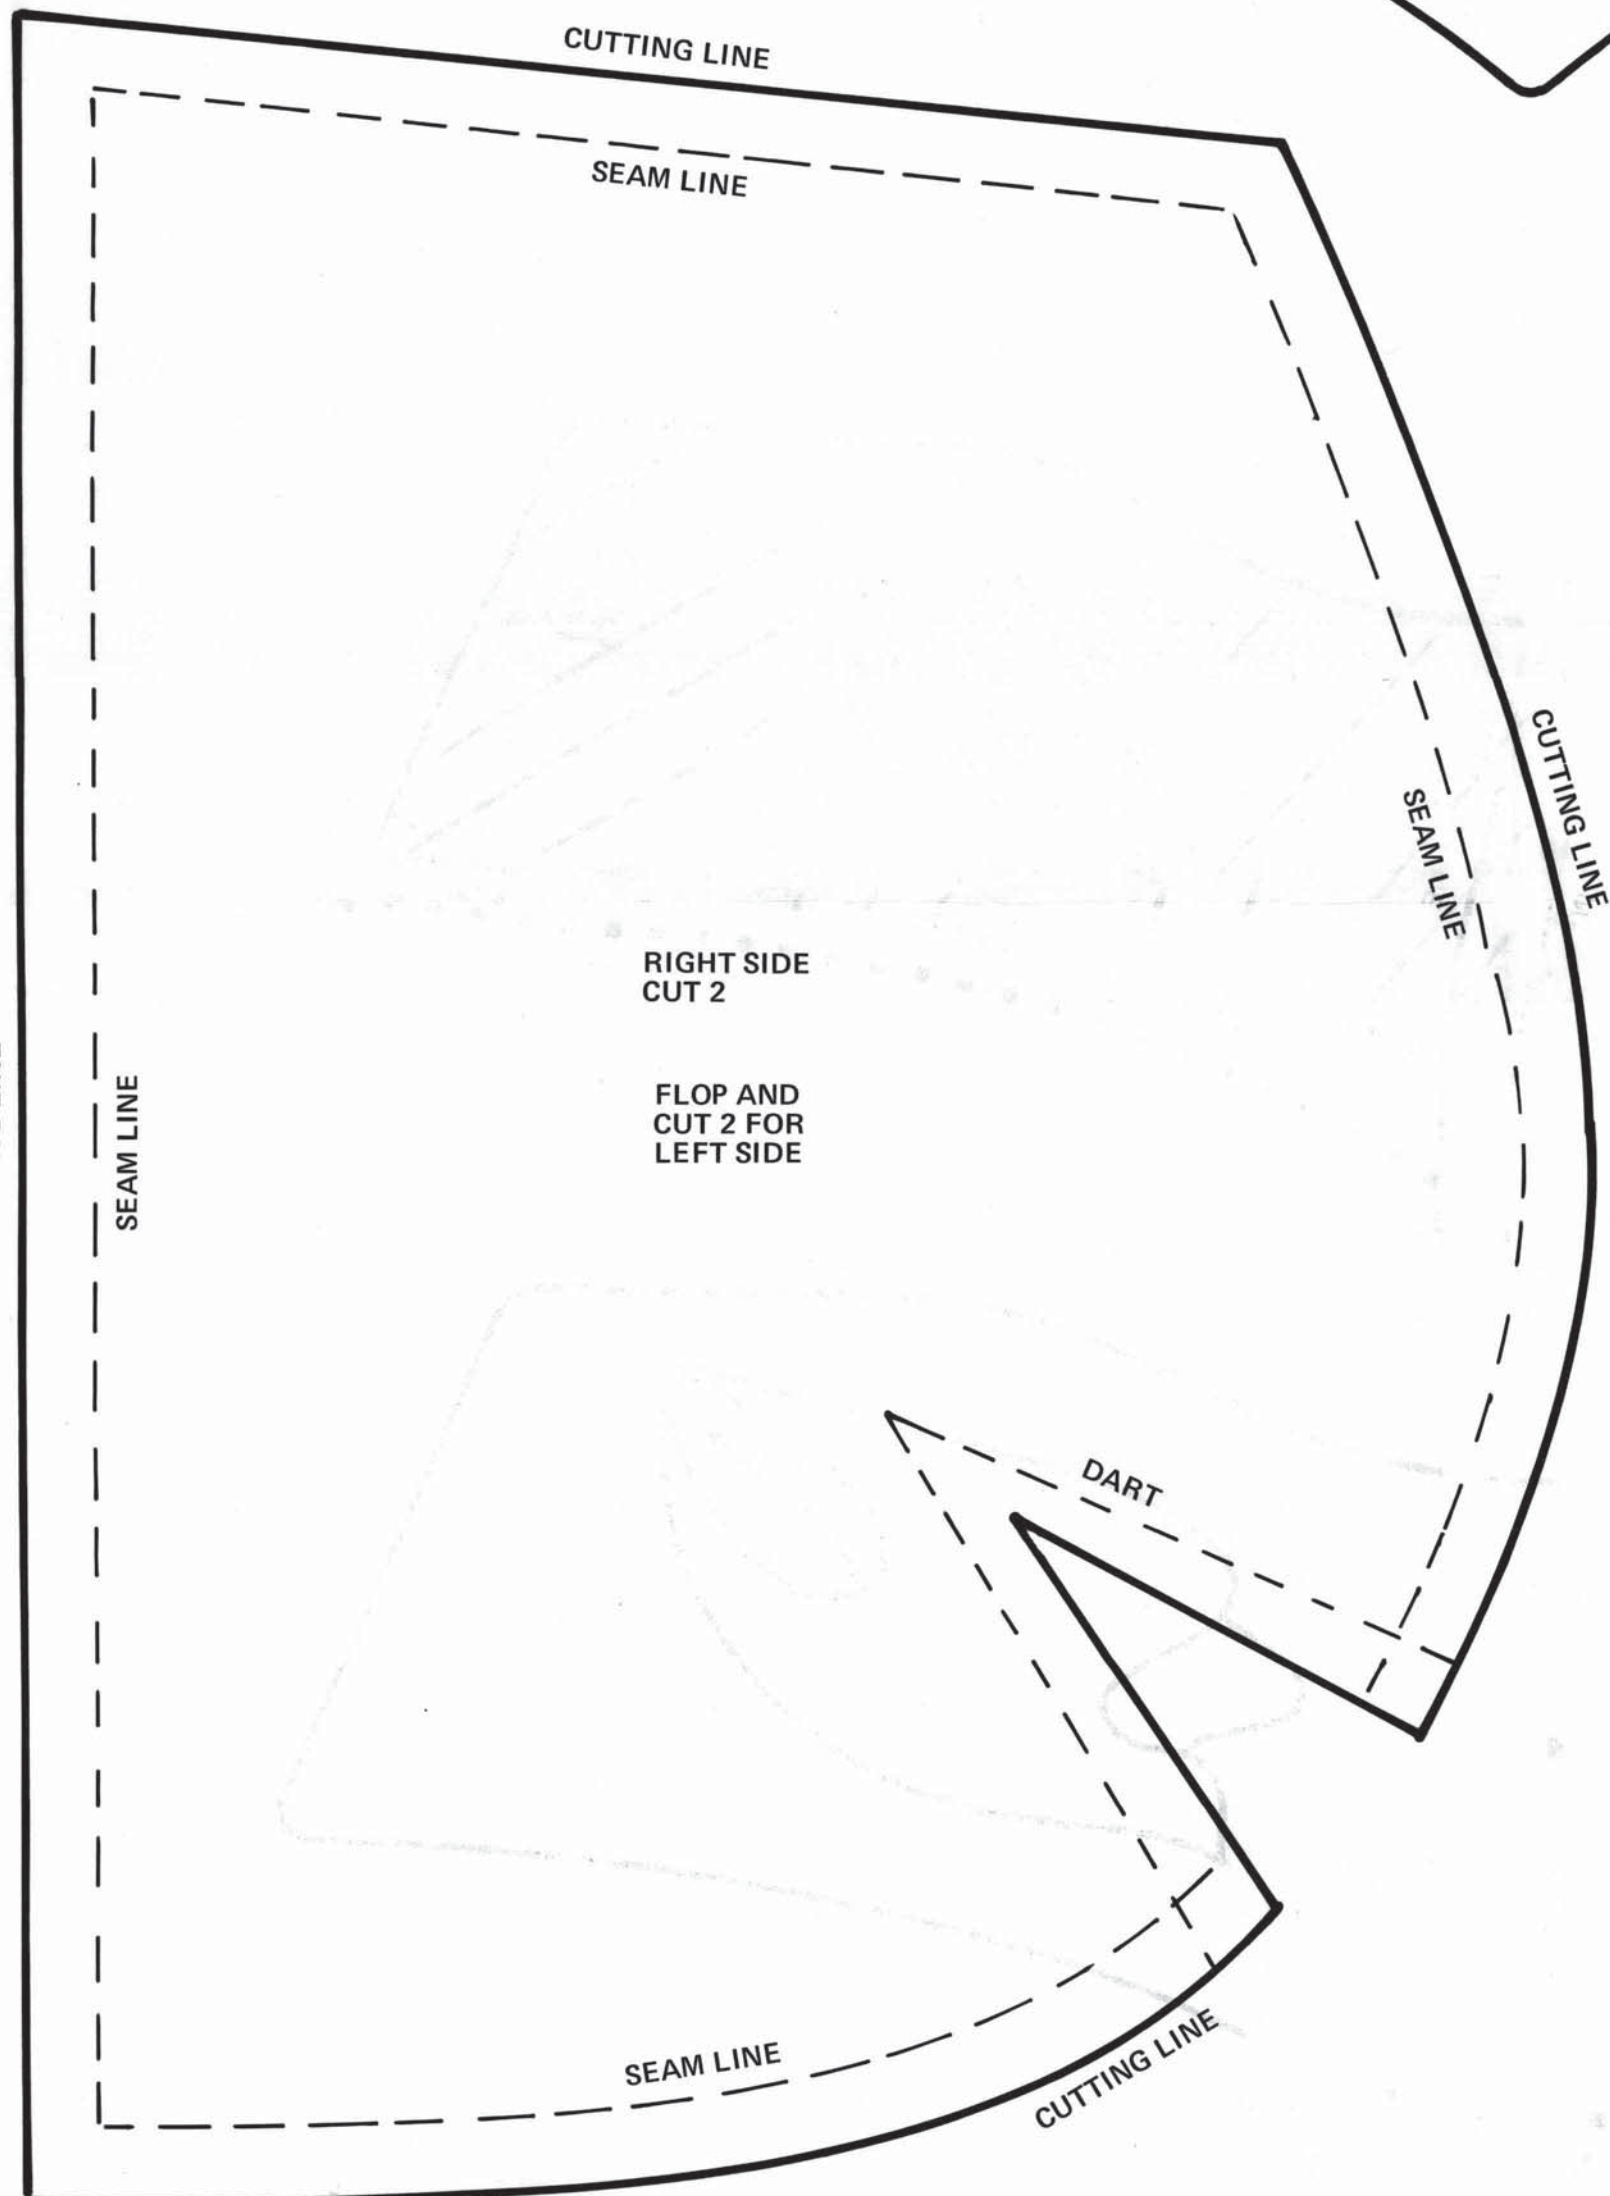 CUTTING LINE
SEAM LINE
CUTTING LINE
SEAM LINE
RIGHT SIDE
CUT 2
FLOP AND
CUT 2 FOR
LEFT SIDE
SEAM LINE
DART
SEAM LINE
CUTTING LINE